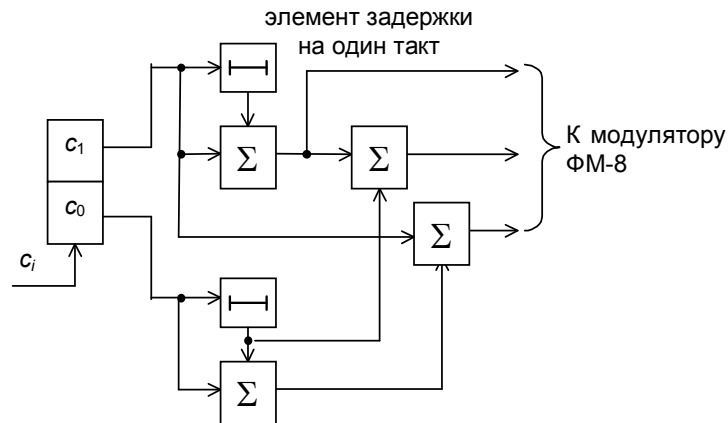 элемент задержки
на один такт
c1
Σ
Σ
К модулятору
ФМ-8
c0
Σ
ci
Σ